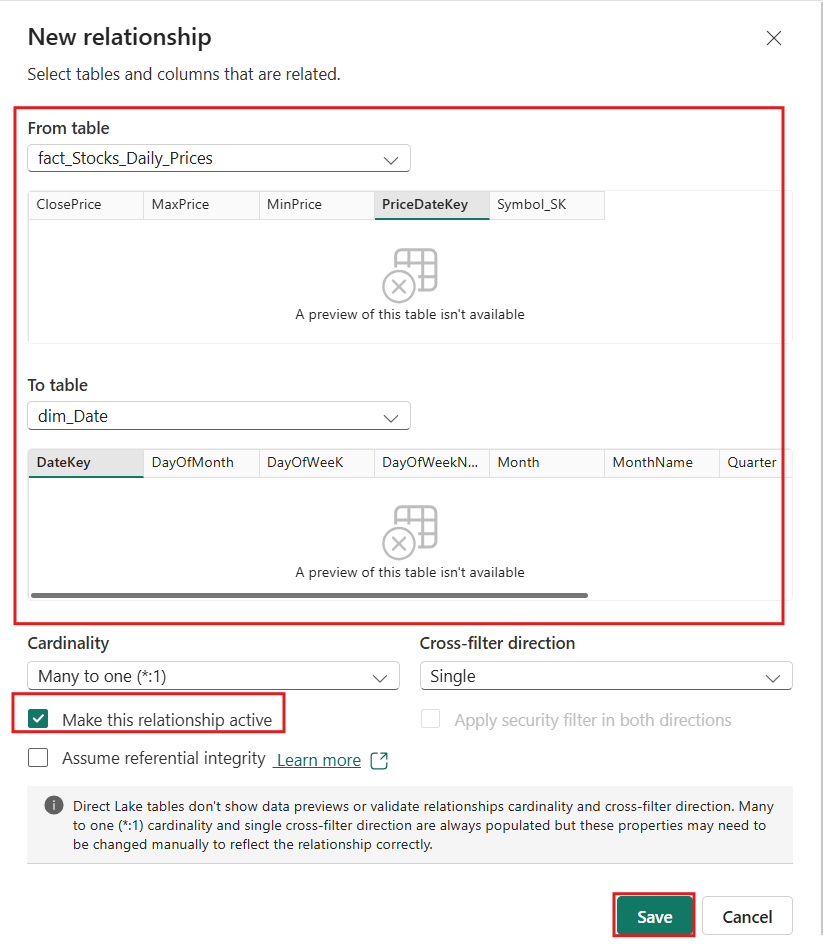 New relationship
Select tables and columns that are related.
From table
fact_Stocks_Daily_Prices
ClosePrice MaxPrice MinPrice PriceDateKey Symbol_SK
A preview of this table isn't available
To table
dim_Date
DateKey DayOfMonth DayOfWeeK DayOfWeekN... Month MonthName Quarter
A preview of this table isn't available
Cardinality Cross-filter direction
Many to one (*:1) Single
Make this relationship active Apply security filter in both directions
Assume referential integrity Learn more
Direct Lake tables don't show data previews or validate relationships cardinality and cross-filter direction. Many
to one (*:1) cardinality and single cross-filter direction are always populated but these properties may need to
be changed manually to reflect the relationship correctly.
Save Cancel